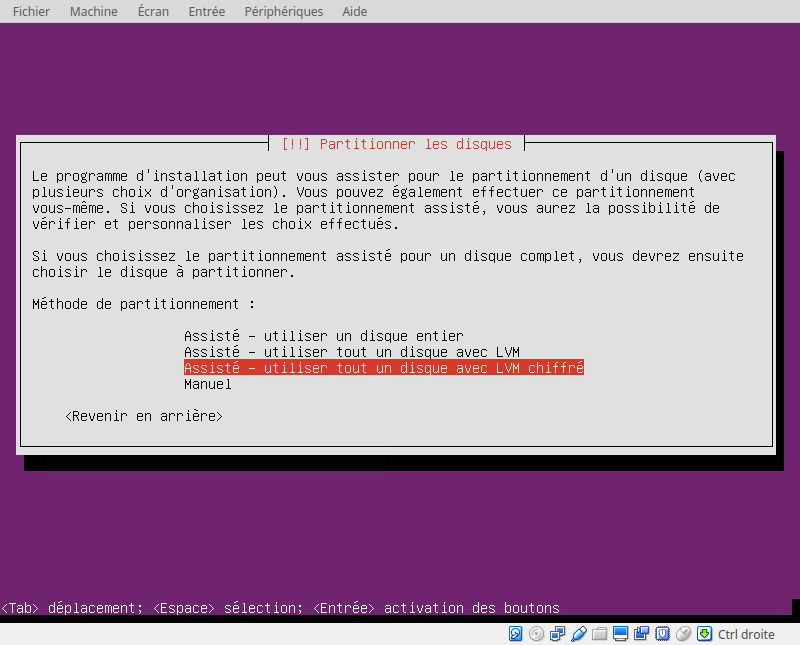 Fichier Machine Écran Entrée Périphériques Aide
[!!] Partitionner les disques
Le programme d'installation peut vous assister pour le partitionnement d'un disque (avec
plusieurs choix d'organisation). Vous pouvez également effectuer ce partitionnement
vous-même. Si vous choisissez le partitionnement assisté, vous aurez la possibilité de
vérifier et personnaliser les choix effectués.
Si vous choisissez le partitionnement assisté pour un disque complet, vous devrez ensuite
choisir le disque à partitionner.
Méthode de partitionnement :
Assisté - utiliser un disque entier
Assisté - utiliser tout un disque avec LVM
Assisté - utiliser tout un disque avec LVM chiffré
Manuel
<Revenir en arrière>
<Tab> déplacement; <Espace> sélection; <Entrée> activation des boutons
Ctrl droite